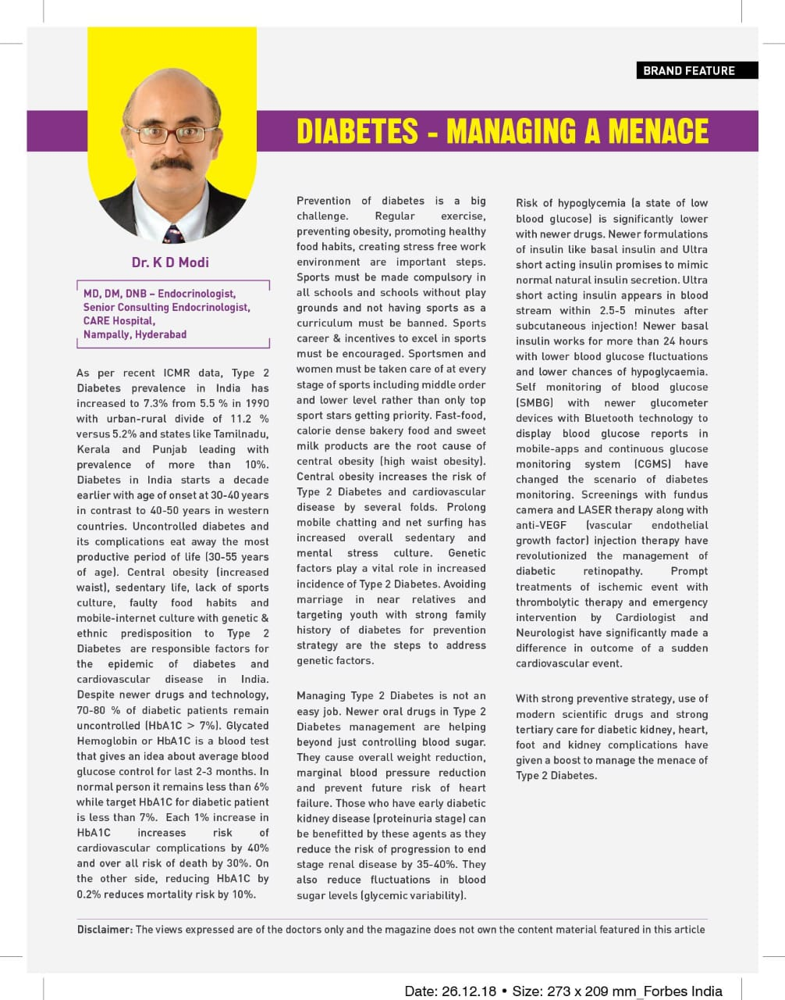 BRAND FEATURE
DIABETES - MANAGING A MENACE
Dr. K D Modi
MD, DM, DNB – Endocrinologist,
Senior Consulting Endocrinologist,
CARE Hospital,
Nampally, Hyderabad
As per recent ICMR data, Type 2
Diabetes prevalence in India has
increased to 7.3% from 5.5 % in 1990
with urban-rural divide of 11.2 %
versus 5.2% and states like Tamilnadu,
Kerala and Punjab leading with
prevalence of more than 10%.
Diabetes in India starts a decade
earlier with age of onset at 30-40 years
in contrast to 40-50 years in western
countries. Uncontrolled diabetes and
its complications eat away the most
productive period of life (30-55 years
of age). Central obesity (increased
waist), sedentary life, lack of sports
culture, faulty food habits and
mobile-internet culture with genetic &
ethnic predisposition to Type 2
Diabetes are responsible factors for
the epidemic of diabetes and
cardiovascular disease in India.
Despite newer drugs and technology,
70-80 % of diabetic patients remain
uncontrolled (HbA1C > 7%). Glycated
Hemoglobin or HbA1C is a blood test
that gives an idea about average blood
glucose control for last 2-3 months. In
normal person it remains less than 6%
while target HbA1C for diabetic patient
is less than 7%. Each 1% increase in
HbA1C increases risk of
cardiovascular complications by 40%
and over all risk of death by 30%. On
the other side, reducing HbA1C by
0.2% reduces mortality risk by 10%.
Prevention of diabetes is a big
challenge. Regular exercise,
preventing obesity, promoting healthy
food habits, creating stress free work
environment are important steps.
Sports must be made compulsory in
all schools and schools without play
grounds and not having sports as a
curriculum must be banned. Sports
career & incentives to excel in sports
must be encouraged. Sportsmen and
women must be taken care of at every
stage of sports including middle order
and lower level rather than only top
sport stars getting priority. Fast-food,
calorie dense bakery food and sweet
milk products are the root cause of
central obesity (high waist obesity).
Central obesity increases the risk of
Type 2 Diabetes and cardiovascular
disease by several folds. Prolong
mobile chatting and net surfing has
increased overall sedentary and
mental stress culture. Genetic
factors play a vital role in increased
incidence of Type 2 Diabetes. Avoiding
marriage in near relatives and
targeting youth with strong family
history of diabetes for prevention
strategy are the steps to address
genetic factors.
Managing Type 2 Diabetes is not an
easy job. Newer oral drugs in Type 2
Diabetes management are helping
beyond just controlling blood sugar.
They cause overall weight reduction,
marginal blood pressure reduction
and prevent future risk of heart
failure. Those who have early diabetic
kidney disease (proteinuria stage) can
be benefitted by these agents as they
reduce the risk of progression to end
stage renal disease by 35-40%. They
also reduce fluctuations in blood
sugar levels (glycemic variability).
Risk of hypoglycemia (a state of low
blood glucose) is significantly lower
with newer drugs. Newer formulations
of insulin like basal insulin and Ultra
short acting insulin promises to mimic
normal natural insulin secretion. Ultra
short acting insulin appears in blood
stream within 2.5-5 minutes after
subcutaneous injection! Newer basal
insulin works for more than 24 hours
with lower blood glucose fluctuations
and lower chances of hypoglycaemia.
Self monitoring of blood glucose
(SMBG) with newer glucometer
devices with Bluetooth technology to
display blood glucose reports in
mobile-apps and continuous glucose
monitoring system (CGMS) have
changed the scenario of diabetes
monitoring. Screenings with fundus
camera and LASER therapy along with
anti-VEGF (vascular endothelial
growth factor) injection therapy have
revolutionized the management of
diabetic retinopathy. Prompt
treatments of ischemic event with
thrombolytic therapy and emergency
intervention by Cardiologist and
Neurologist have significantly made a
difference in outcome of a sudden
cardiovascular event.
With strong preventive strategy, use of
modern scientific drugs and strong
tertiary care for diabetic kidney, heart,
foot and kidney complications have
given a boost to manage the menace of
Type 2 Diabetes.
Disclaimer: The views expressed are of the doctors only and the magazine does not own the content material featured in this article
Date: 26.12.18 • Size: 273 x 209 mm_Forbes India